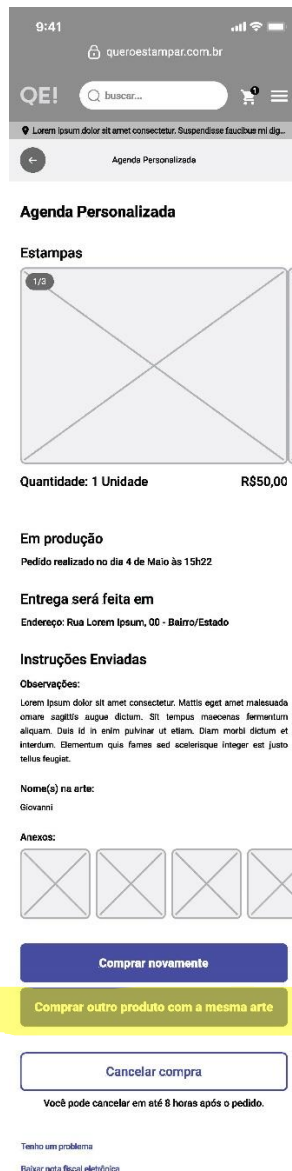 9:41
queroestampar.com.br
QE!
buscar...
1
Lorem ipsum dolor sit amet consectetur. Suspendisse faucibus mi dig...
Agenda Personalizada
Agenda Personalizada
Estampas
1/3
Quantidade: 1 Unidade R$50,00
Em produção
Pedido realizado no dia 4 de Maio às 15h22
Entrega será feita em
Endereço: Rua Lorem Ipsum, 00 - Bairro/Estado
Instruções Enviadas
Observações:
Lorem ipsum dolor sit amet consectetur. Mattis eget amet malesuada
ornare sagittis augue dictum. Sit tempus maecenas fermentum
aliquam. Duis id in enim pulvinar ut etiam. Diam morbi dictum et
interdum. Elementum quis fames sed scelerisque integer est justo
tellus feugiat.
Nome(s) na arte:
Giovanni
Anexos:
Comprar novamente
Comprar outro produto com a mesma arte
Cancelar compra
Você pode cancelar em até 8 horas após o pedido.
Tenho um problema
Baixar nota fiscal eletrônica